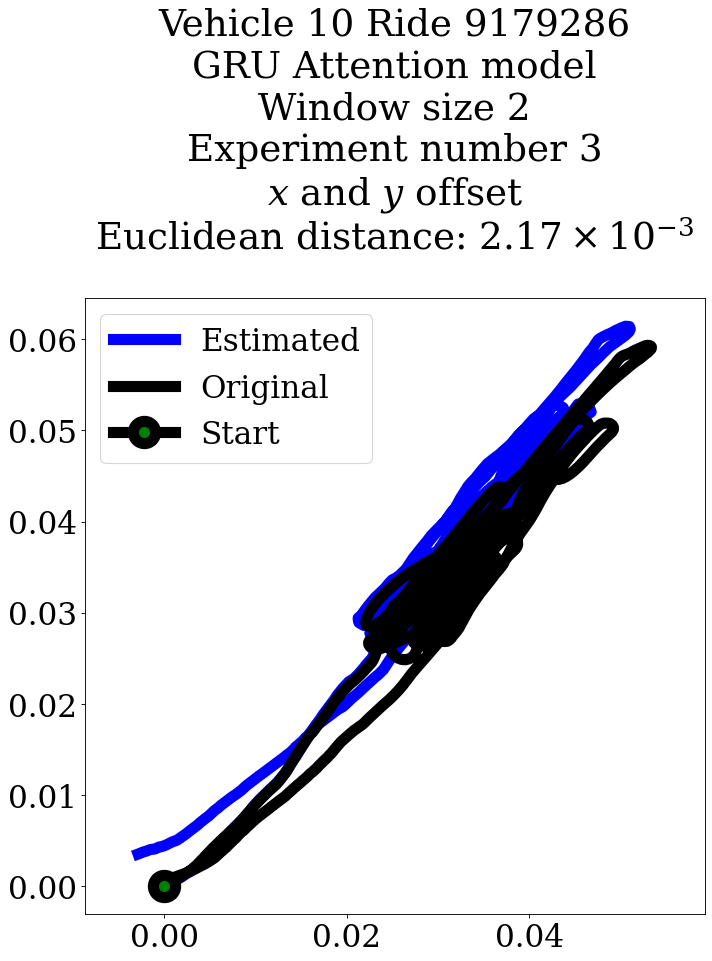 Vehicle 10 Ride 9179286
GRU Attention model
Window size 2
Experiment number 3
x and y offset
Euclidean distance: 2.17 × 10⁻³
Estimated
Original
Start
0.06
0.05
0.04
0.03
0.02
0.01
0.00
0.00 0.02 0.04